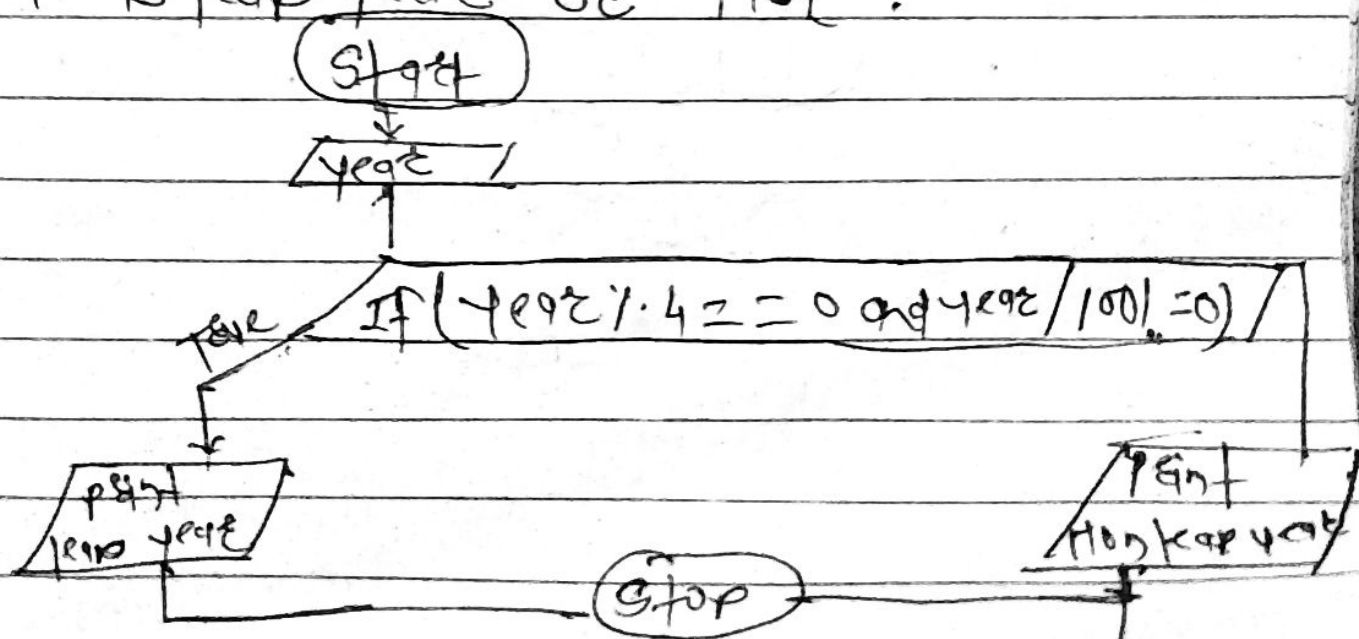 Start
year
If (year % 4 == 0 and year / 100 != 0)
True
print
leap year
print
Non leap year
Stop